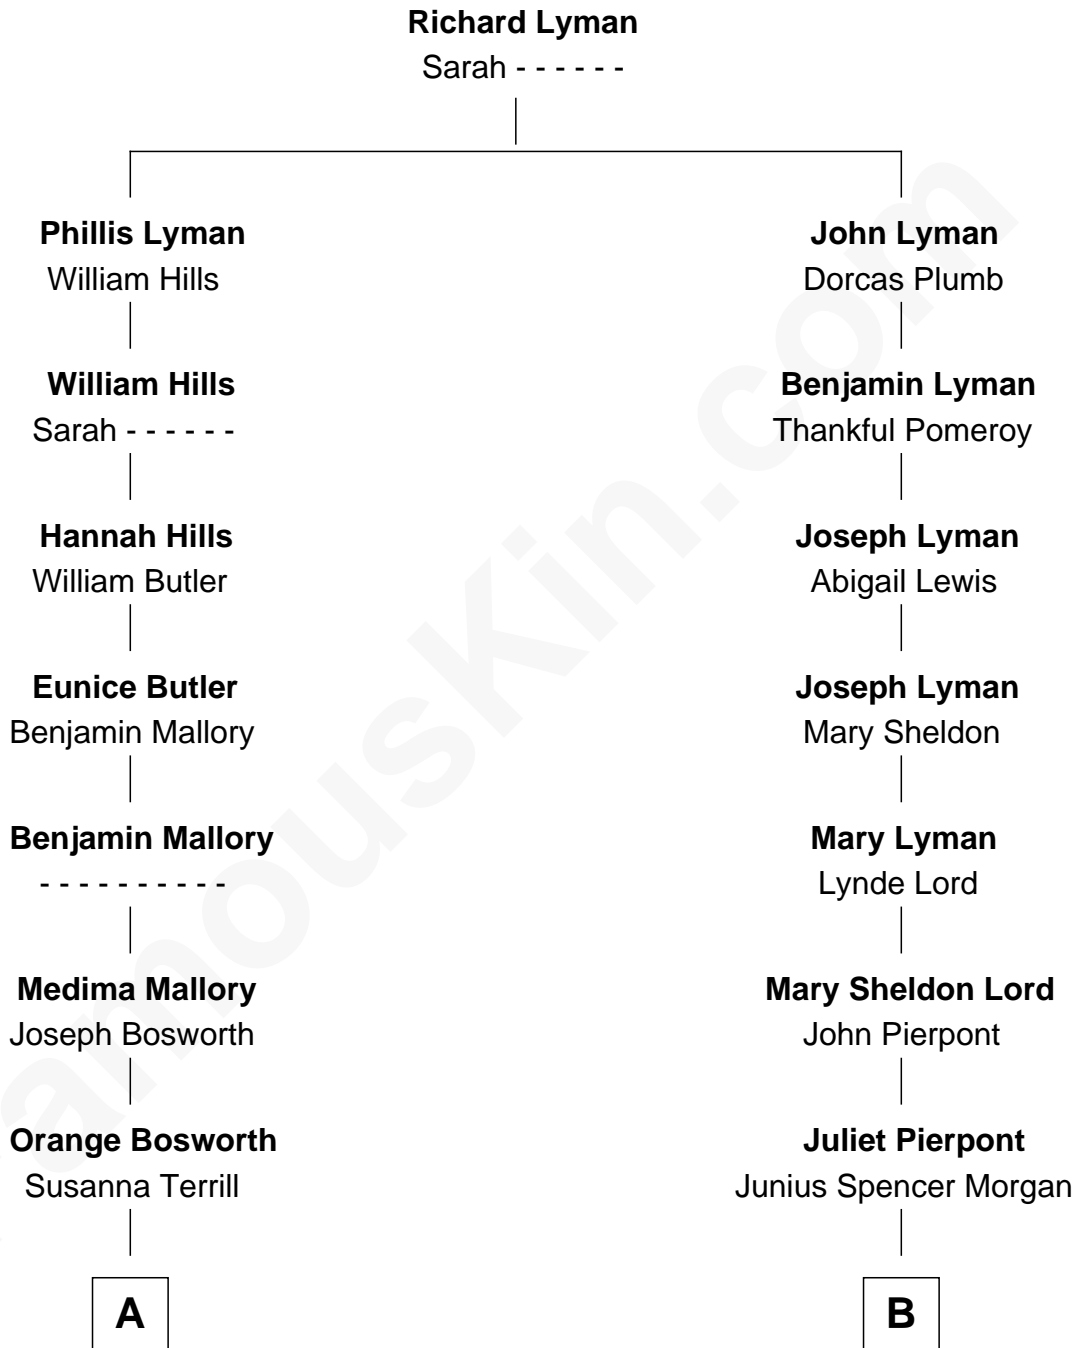 Richard Lyman
Sarah - - - - - -
Phillis Lyman
William Hills
John Lyman
Dorcas Plumb
William Hills
Sarah - - - - - -
Benjamin Lyman
Thankful Pomeroy
Hannah Hills
William Butler
Joseph Lyman
Abigail Lewis
Eunice Butler
Benjamin Mallory
Joseph Lyman
Mary Sheldon
Benjamin Mallory
- - - - - - - - - -
Mary Lyman
Lynde Lord
Medima Mallory
Joseph Bosworth
Mary Sheldon Lord
John Pierpont
Orange Bosworth
Susanna Terrill
Juliet Pierpont
Junius Spencer Morgan
A
B
amouskin.com